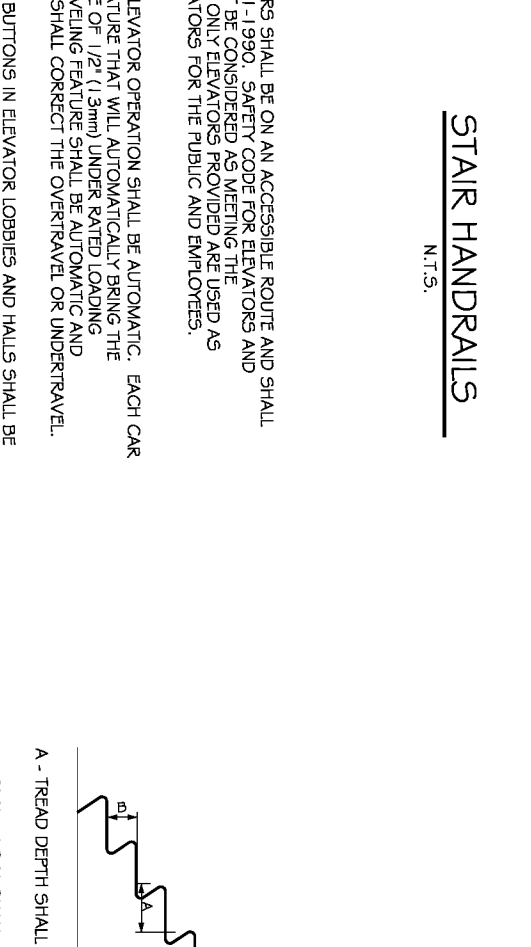 STAIR HANDRAILS
N.T.S.
RS SHALL BE ON AN ACCESSIBLE ROUTE AND SHALL
1-1990. SAFETY CODE FOR ELEVATORS AND
BE CONSIDERED AS MEETING THE
ONLY ELEVATORS PROVIDED ARE USED AS
ATORS FOR THE PUBLIC AND EMPLOYEES.
LEVATOR OPERATION SHALL BE AUTOMATIC. EACH CAR
ATURE THAT WILL AUTOMATICALLY BRING THE
E OF 1/2" (13mm) UNDER RATED LOADING
VELING FEATURE SHALL BE AUTOMATIC AND
SHALL CORRECT THE OVERTRAVEL OR UNDERTRAVEL.
BUTTONS IN ELEVATOR LOBBIES AND HALLS SHALL BE
B
A
A - TREAD DEPTH SHALL